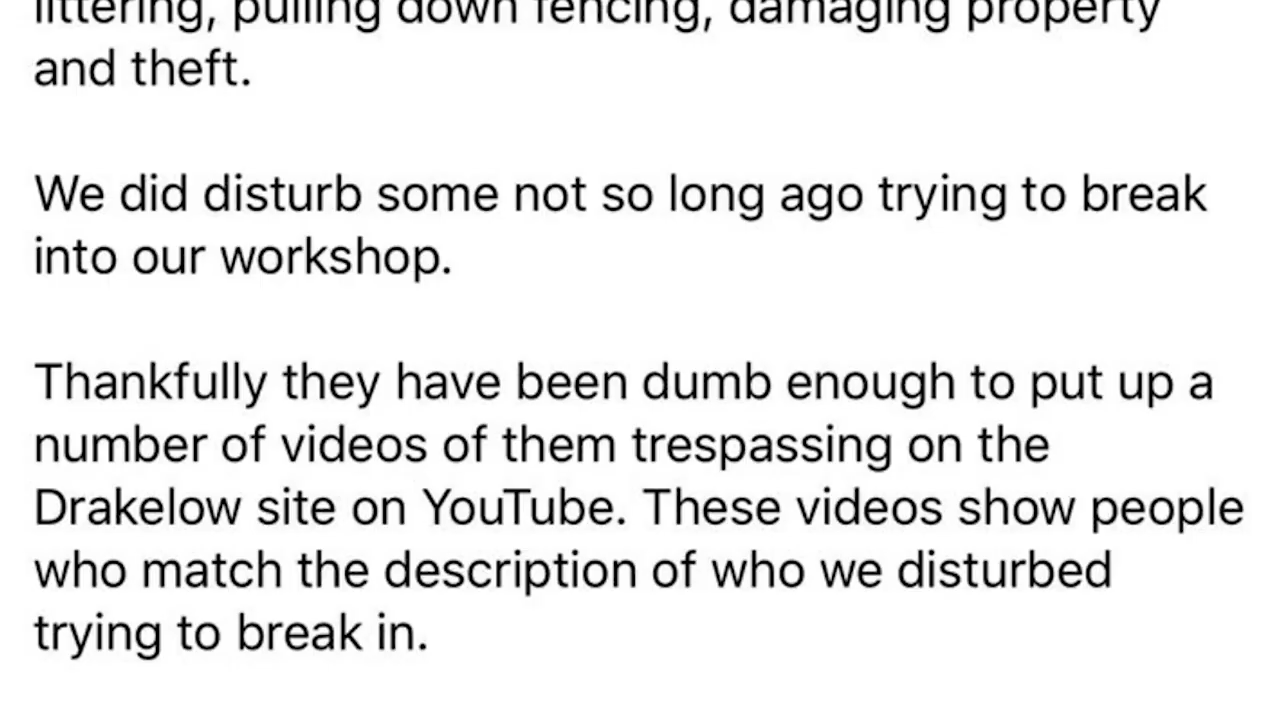 littering, pulling down fencing, damaging property
and theft.
We did disturb some not so long ago trying to break
into our workshop.
Thankfully they have been dumb enough to put up a
number of videos of them trespassing on the
Drakelow site on YouTube. These videos show people
who match the description of who we disturbed
trying to break in.